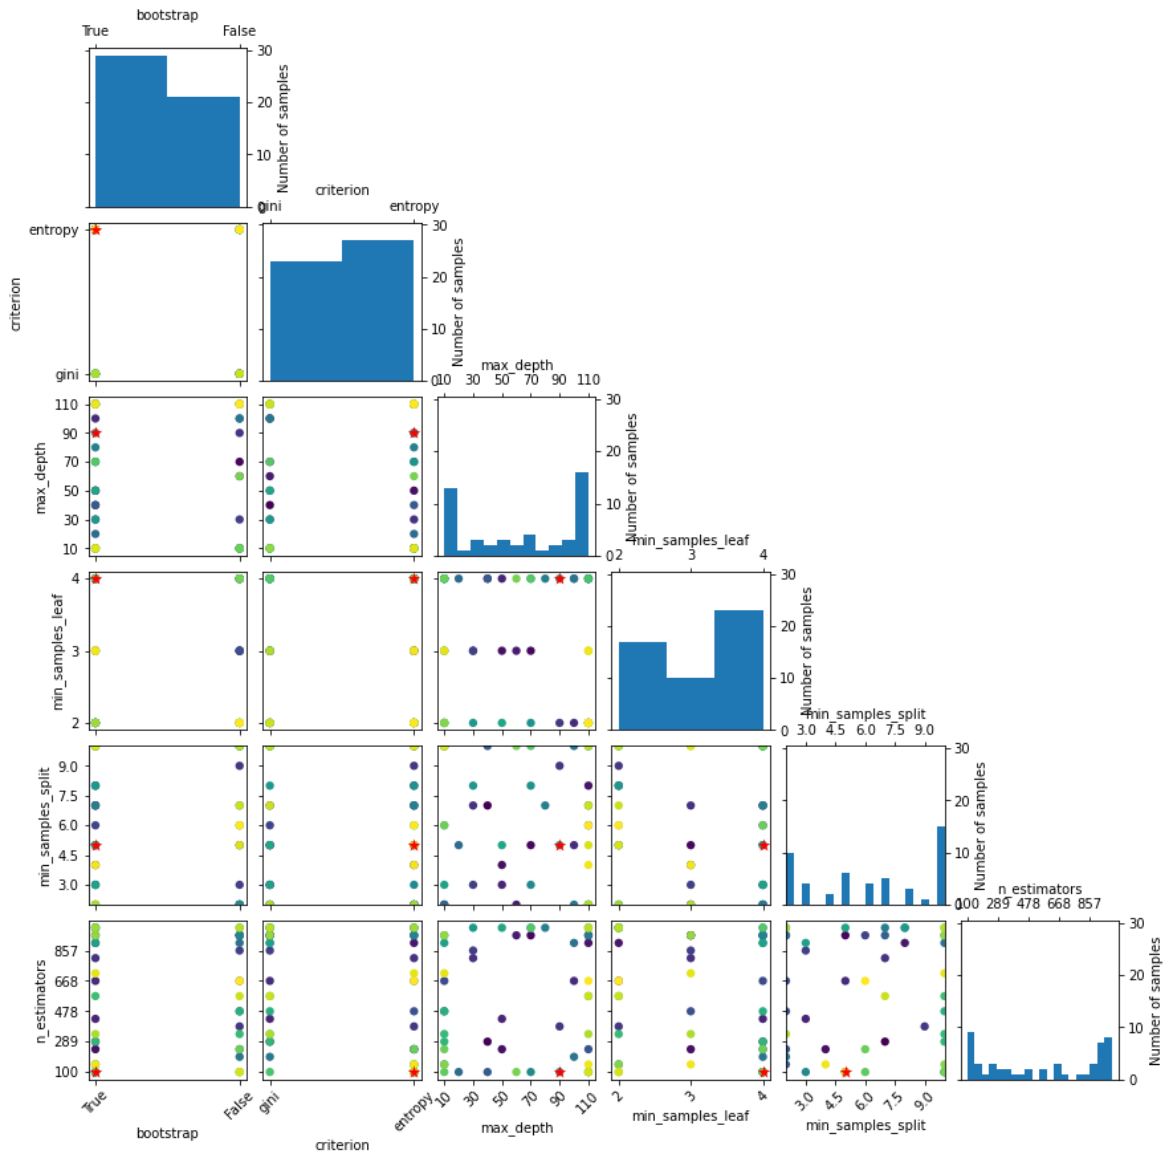 bootstrap
True False
30
20
10
0
Number of samples
criterion
gini entropy
entropy
gini
criterion
30
20
10
0
Number of samples
max_depth
10 30 50 70 90 110
110
90
70
50
30
10
max_depth
30
20
10
0
Number of samples
min_samples_leaf
2 3 4
4
3
2
min_samples_leaf
30
20
10
0
Number of samples
min_samples_split
3.0 4.5 6.0 7.5 9.0
9.0
7.5
6.0
4.5
3.0
min_samples_split
30
20
10
0
Number of samples
n_estimators
100 289 478 668 857
857
668
478
289
100
n_estimators
30
20
10
0
Number of samples
True False
bootstrap
gini entropy
criterion
10 30 50 70 90 110
max_depth
2 3 4
min_samples_leaf
3.0 4.5 6.0 7.5 9.0
min_samples_split